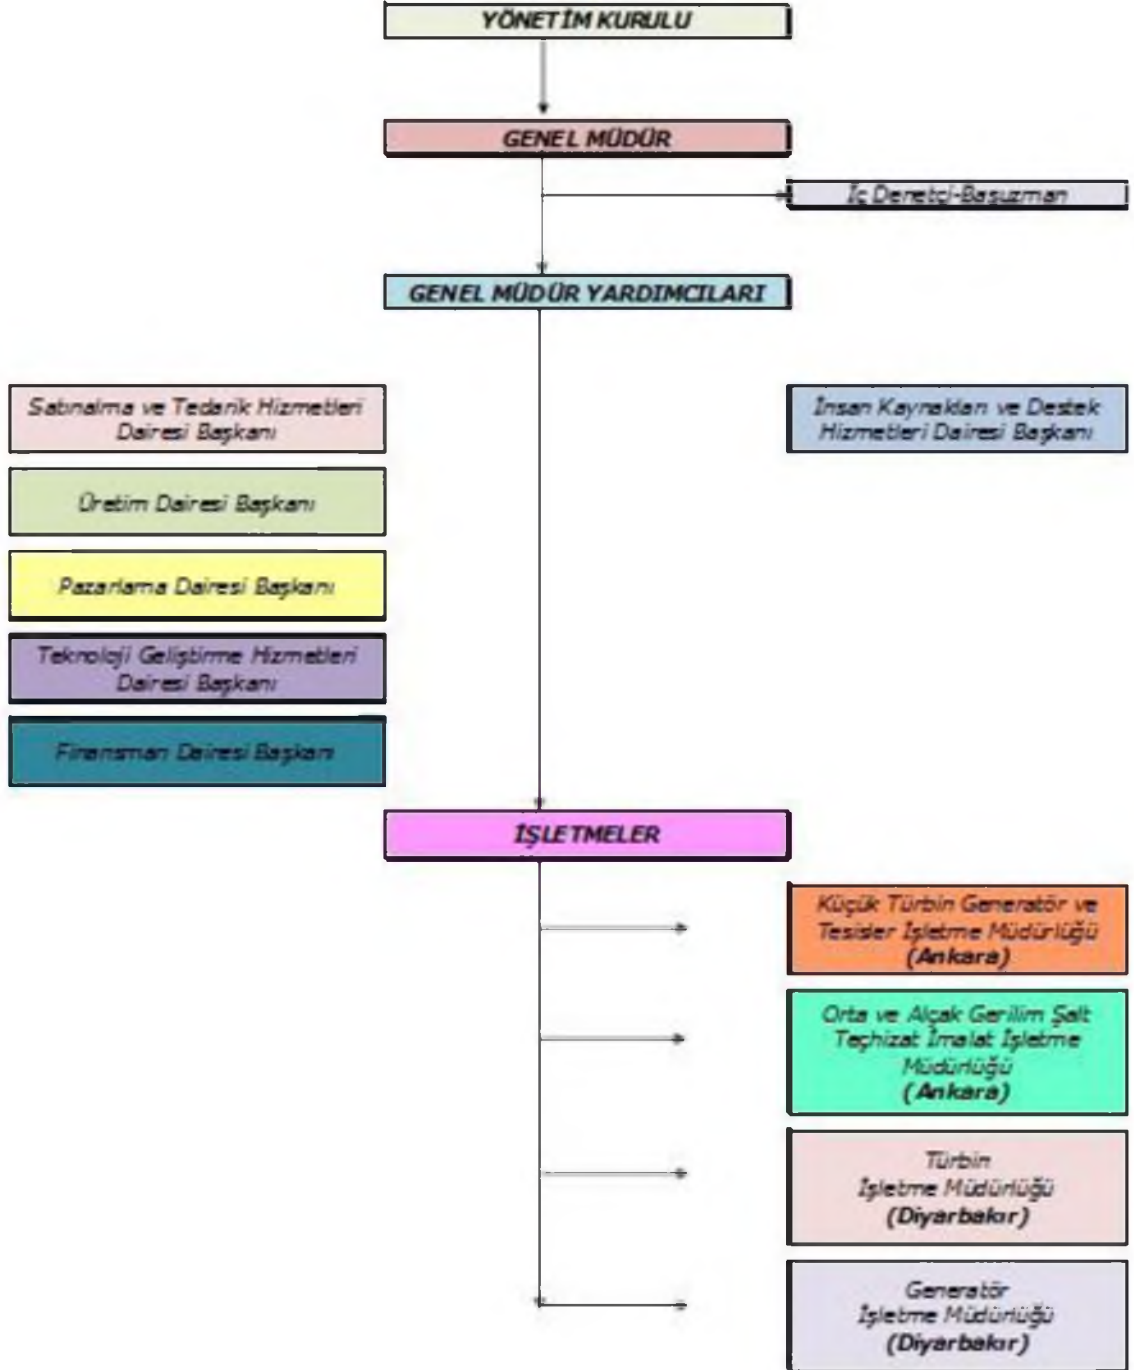 YÖNETİM KURULU
GENEL MÜDÜR
İç Denetçi-Başuzman
GENEL MÜDÜR YARDIMCILARI
Satınalma ve Tedarik Hizmetleri
Dairesi Başkanı
İnsan Kaynakları ve Destek
Hizmetleri Dairesi Başkanı
Üretim Dairesi Başkanı
Pazarlama Dairesi Başkanı
Teknoloji Geliştirme Hizmetleri
Dairesi Başkanı
Finansman Dairesi Başkanı
İŞLETMELER
Küçük Türbin Generatör ve
Tesisler İşletme Müdürlüğü
(Ankara)
Orta ve Alçak Gerilim Şalt
Teçhizat İmalat İşletme
Müdürlüğü
(Ankara)
Türbin
İşletme Müdürlüğü
(Diyarbakır)
Generatör
İşletme Müdürlüğü
(Diyarbakır)